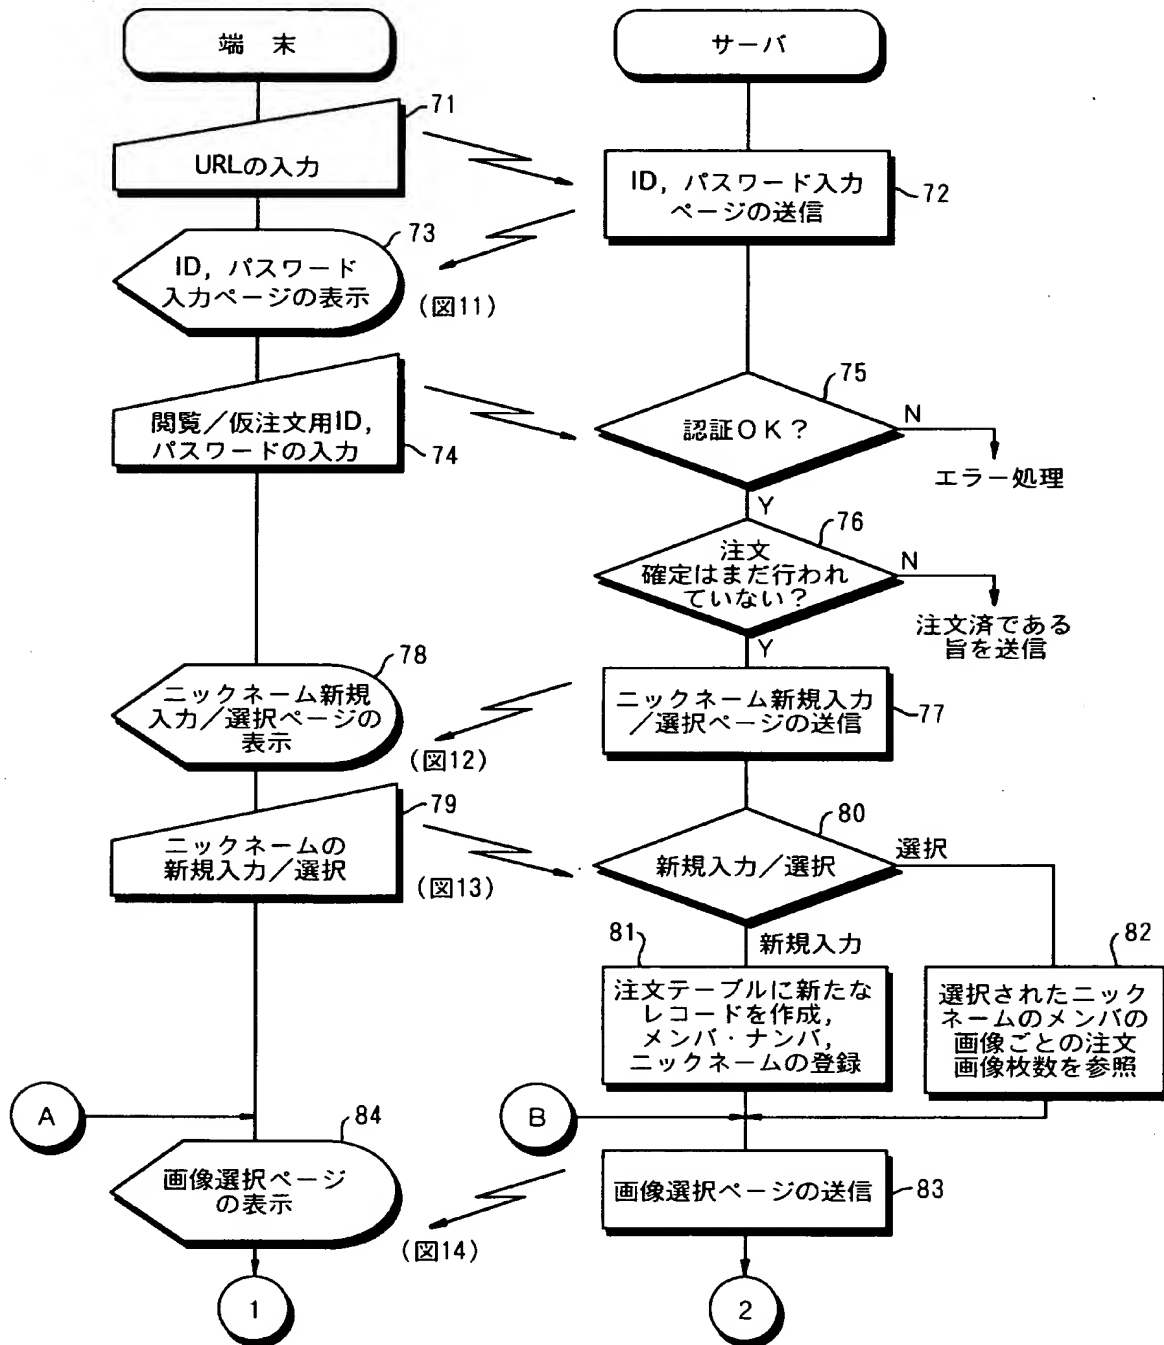 端 末
サーバ
71
URLの入力
ID, パスワード入力
ページの送信
72
73
ID, パスワード
入力ページの表示
(図11)
閲覧／仮注文用ID,
パスワードの入力
74
75
認証ＯＫ？
N
エラー処理
Y
76
注文
確定はまだ行われ
ていない？
N
注文済である
旨を送信
Y
78
ニックネーム新規
入力／選択ページの
表示
(図12)
ニックネーム新規入力
／選択ページの送信
77
79
ニックネームの
新規入力／選択
(図13)
80
新規入力／選択
選択
新規入力
81
注文テーブルに新たな
レコードを作成,
メンバ・ナンバ,
ニックネームの登録
82
選択されたニック
ネームのメンバの
画像ごとの注文
画像枚数を参照
A
B
84
画像選択ページ
の表示
(図14)
画像選択ページの送信
83
1
2